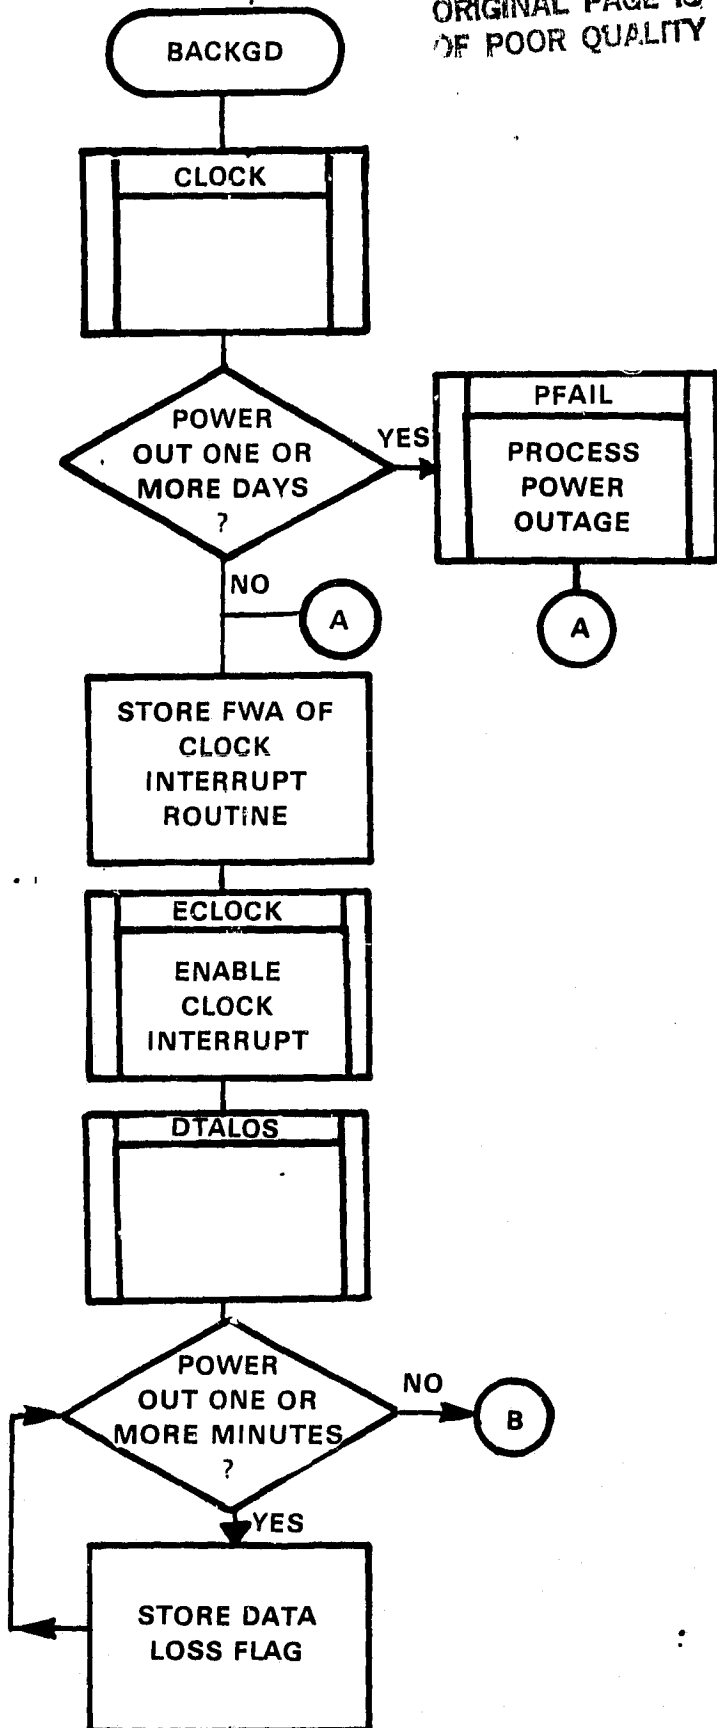 ORIGINAL PAGE IS
OF POOR QUALITY
BACKGD
CLOCK
POWER
OUT ONE OR
MORE DAYS
?
YES
PFAIL
PROCESS
POWER
OUTAGE
NO
A
A
STORE FWA OF
CLOCK
INTERRUPT
ROUTINE
ECLOCK
ENABLE
CLOCK
INTERRUPT
DTALOS
POWER
OUT ONE OR
MORE MINUTES
?
NO
B
YES
STORE DATA
LOSS FLAG